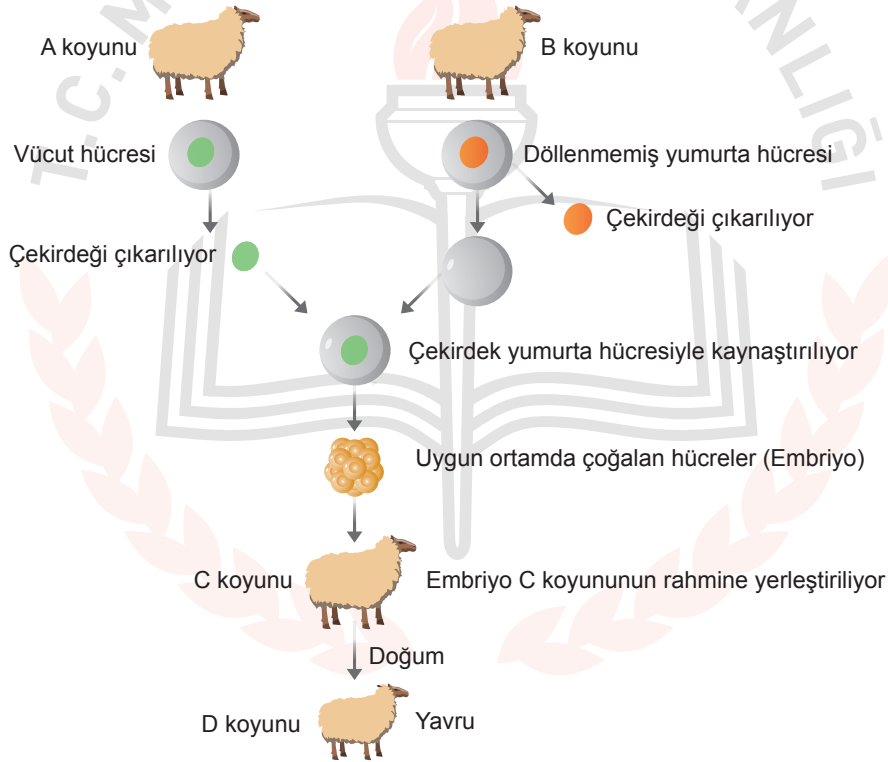 T.C. M
ANLIĞI
A koyunu
B koyunu
Vücut hücresi
Döllenmemiş yumurta hücresi
Çekirdeği çıkarılıyor
Çekirdeği çıkarılıyor
Çekirdek yumurta hücresiyle kaynaştırılıyor
Uygun ortamda çoğalan hücreler (Embriyo)
C koyunu
Embriyo C koyununun rahmine yerleştiriliyor
Doğum
D koyunu
Yavru